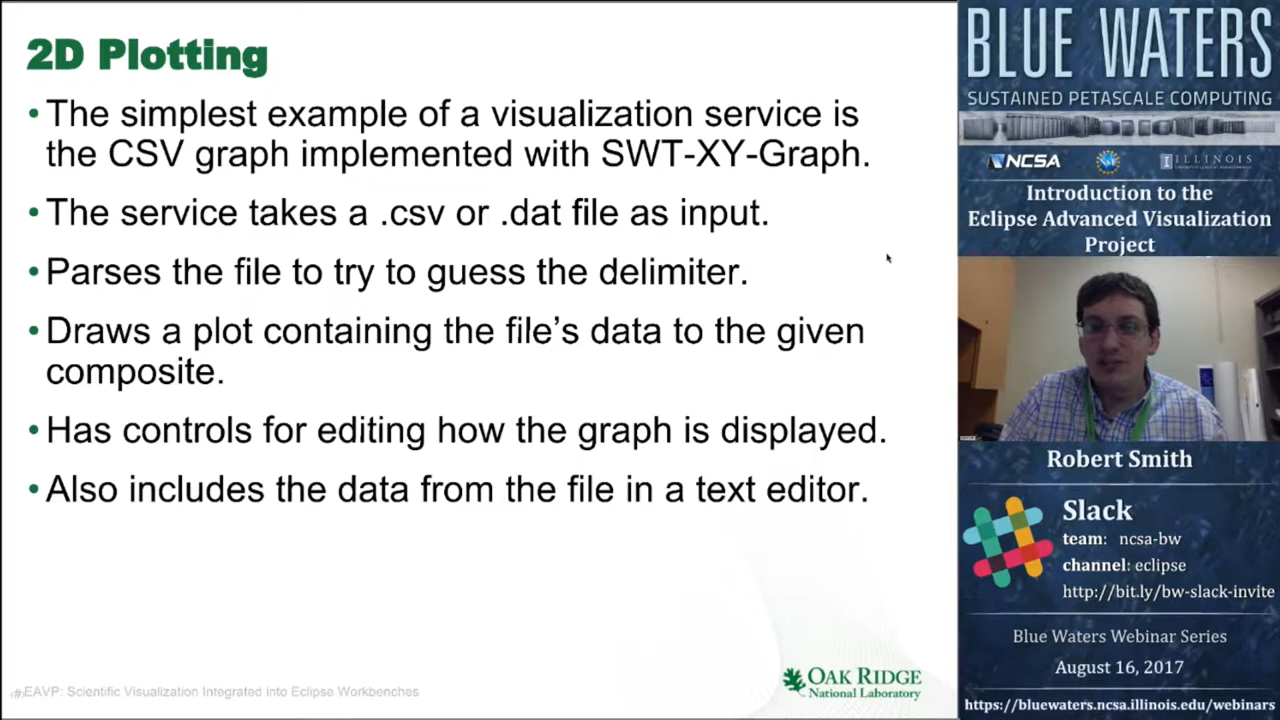 2D Plotting
• The simplest example of a visualization service is
the CSV graph implemented with SWT-XY-Graph.
• The service takes a .csv or .dat file as input.
• Parses the file to try to guess the delimiter.
• Draws a plot containing the file’s data to the given
composite.
• Has controls for editing how the graph is displayed.
• Also includes the data from the file in a text editor.
EAVP: Scientific Visualization Integrated into Eclipse Workbenches
OAK RIDGE
National Laboratory
BLUE WATERS
SUSTAINED PETASCALE COMPUTING
NCSA
NSF
ILLINOIS
Introduction to the
Eclipse Advanced Visualization
Project
Robert Smith
Slack
team: ncsa-bw
channel: eclipse
http://bit.ly/bw-slack-invite
Blue Waters Webinar Series
August 16, 2017
https://bluewaters.ncsa.illinois.edu/webinars